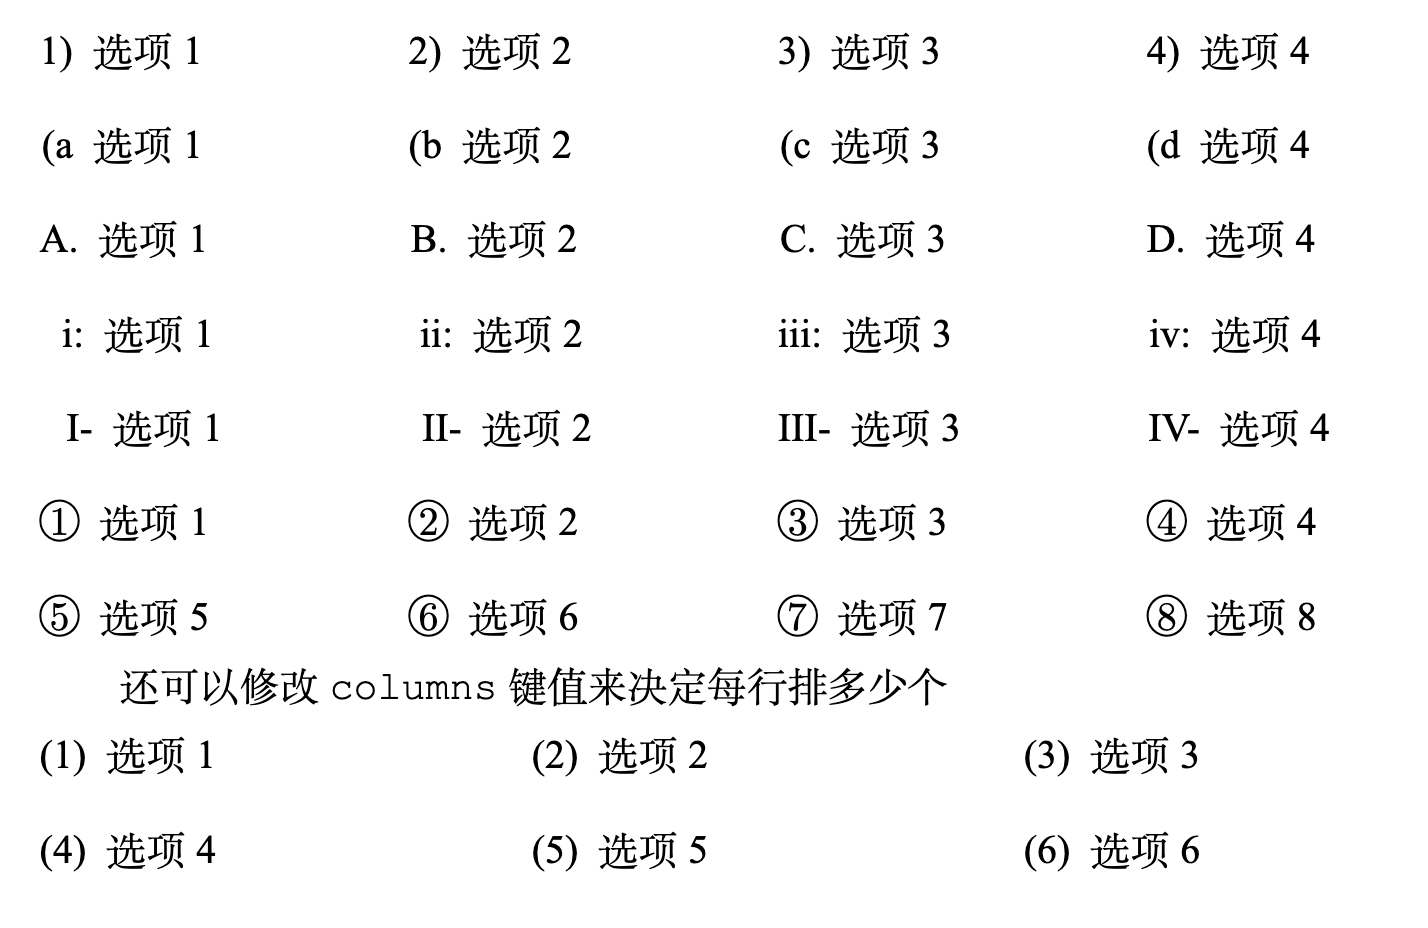 1) 选项 1 2) 选项 2 3) 选项 3 4) 选项 4
(a 选项 1 (b 选项 2 (c 选项 3 (d 选项 4
A. 选项 1 B. 选项 2 C. 选项 3 D. 选项 4
i: 选项 1 ii: 选项 2 iii: 选项 3 iv: 选项 4
I- 选项 1 II- 选项 2 III- 选项 3 IV- 选项 4
① 选项 1 ② 选项 2 ③ 选项 3 ④ 选项 4
⑤ 选项 5 ⑥ 选项 6 ⑦ 选项 7 ⑧ 选项 8
还可以修改 columns 键值来决定每行排多少个
(1) 选项 1 (2) 选项 2 (3) 选项 3
(4) 选项 4 (5) 选项 5 (6) 选项 6